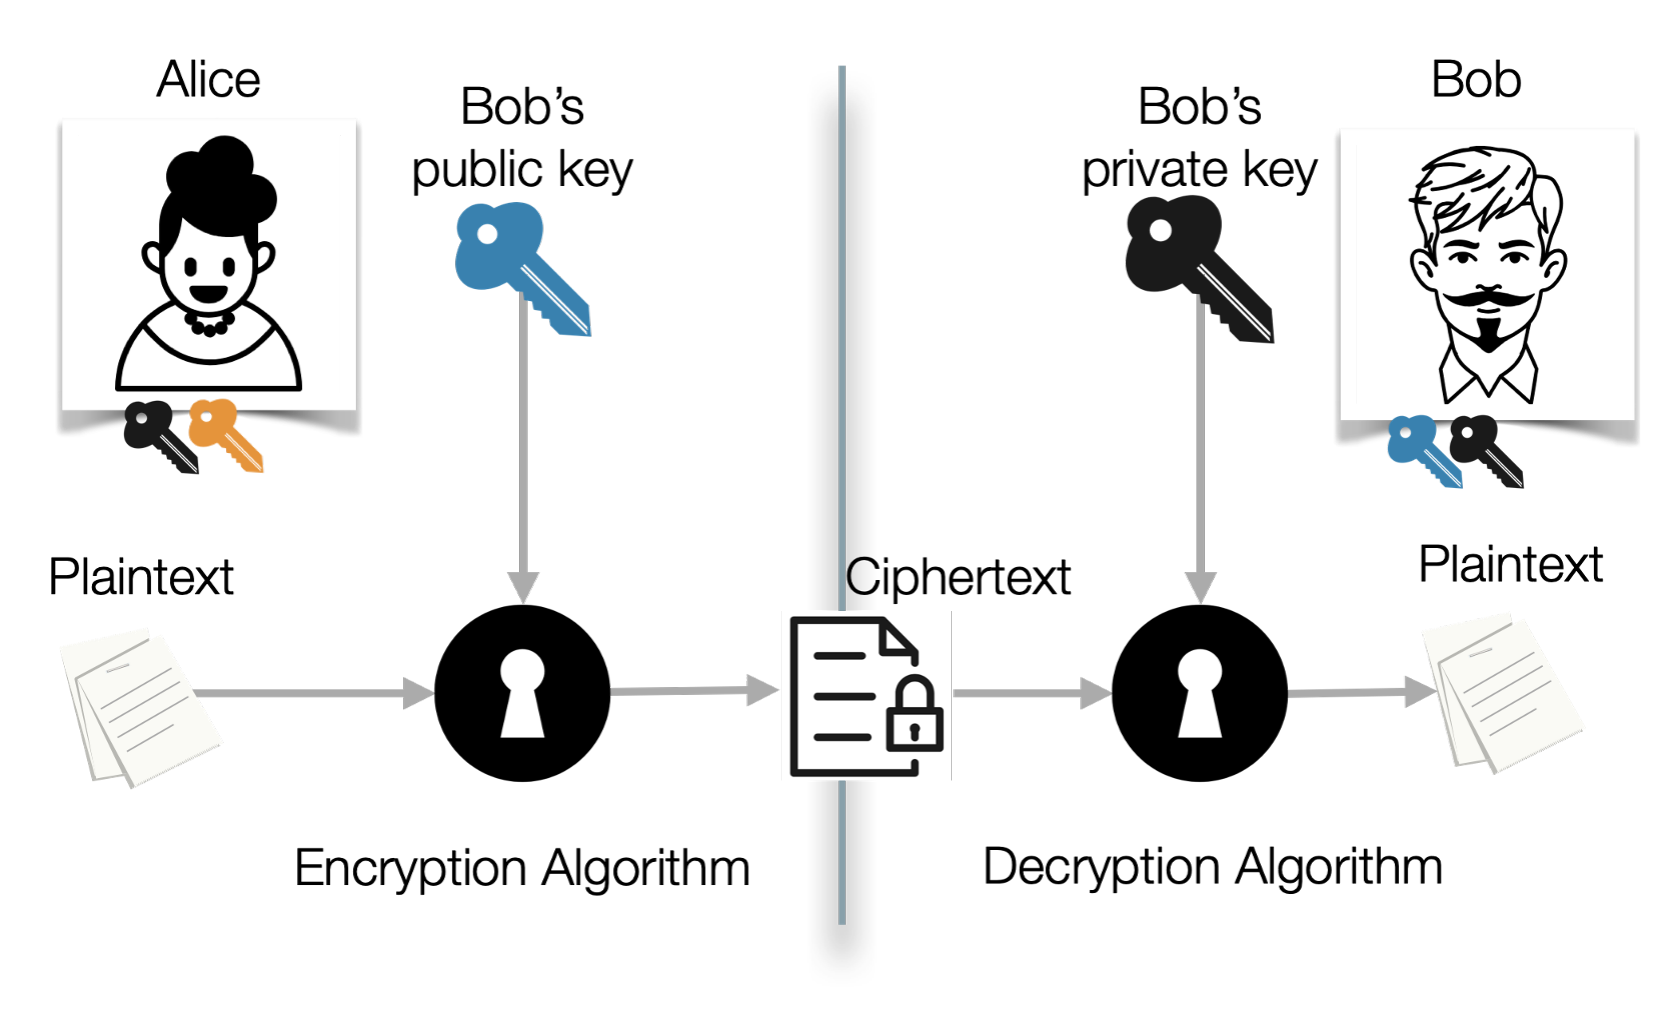 Alice
Bob's
public key
Bob's
private key
Bob
Plaintext
Ciphertext
Plaintext
Encryption Algorithm
Decryption Algorithm